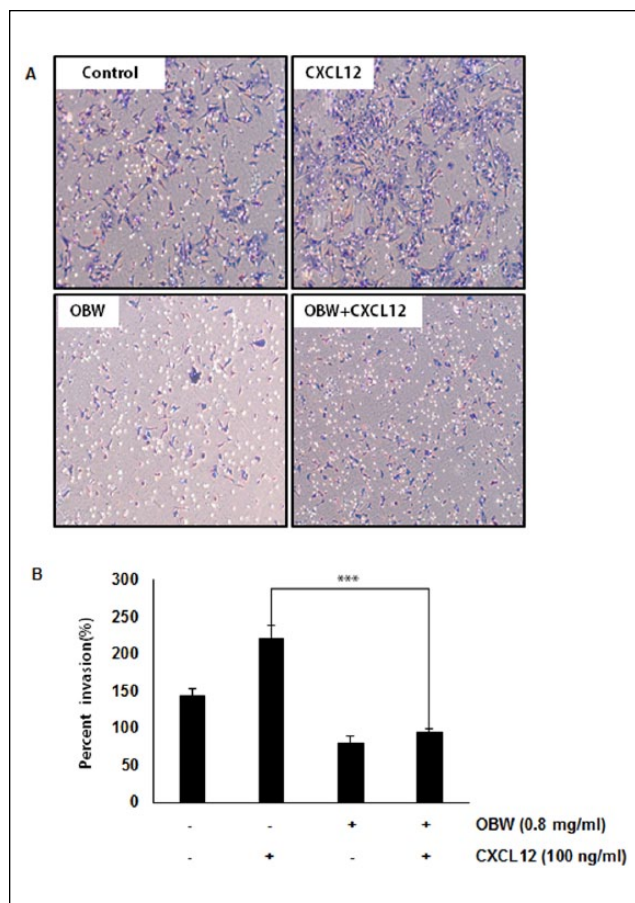 A
Control
CXCL12
OBW
OBW+CXCL12
B
***
Percent invasion(%)
300
250
200
150
100
50
0
- - + + OBW (0.8 mg/ml)
- + - + CXCL12 (100 ng/ml)